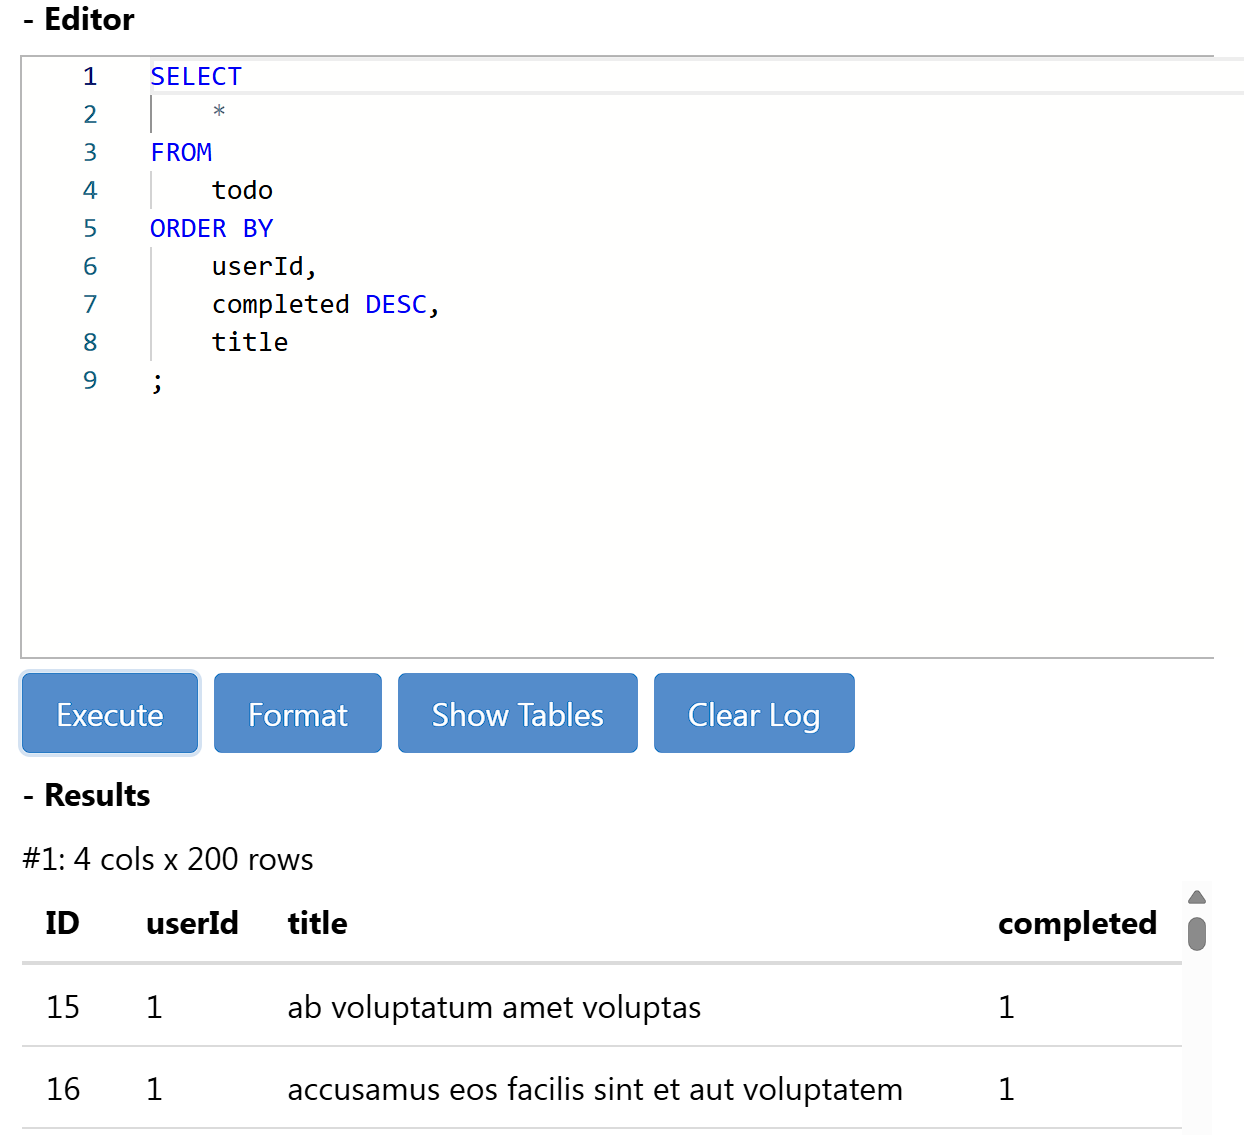 - Editor
1 SELECT
2 *
3 FROM
4 todo
5 ORDER BY
6 userId,
7 completed DESC,
8 title
9 ;
Execute Format Show Tables Clear Log
- Results
#1: 4 cols x 200 rows
ID userId title completed
15 1 ab voluptatum amet voluptas 1
16 1 accusamus eos facilis sint et aut voluptatem 1